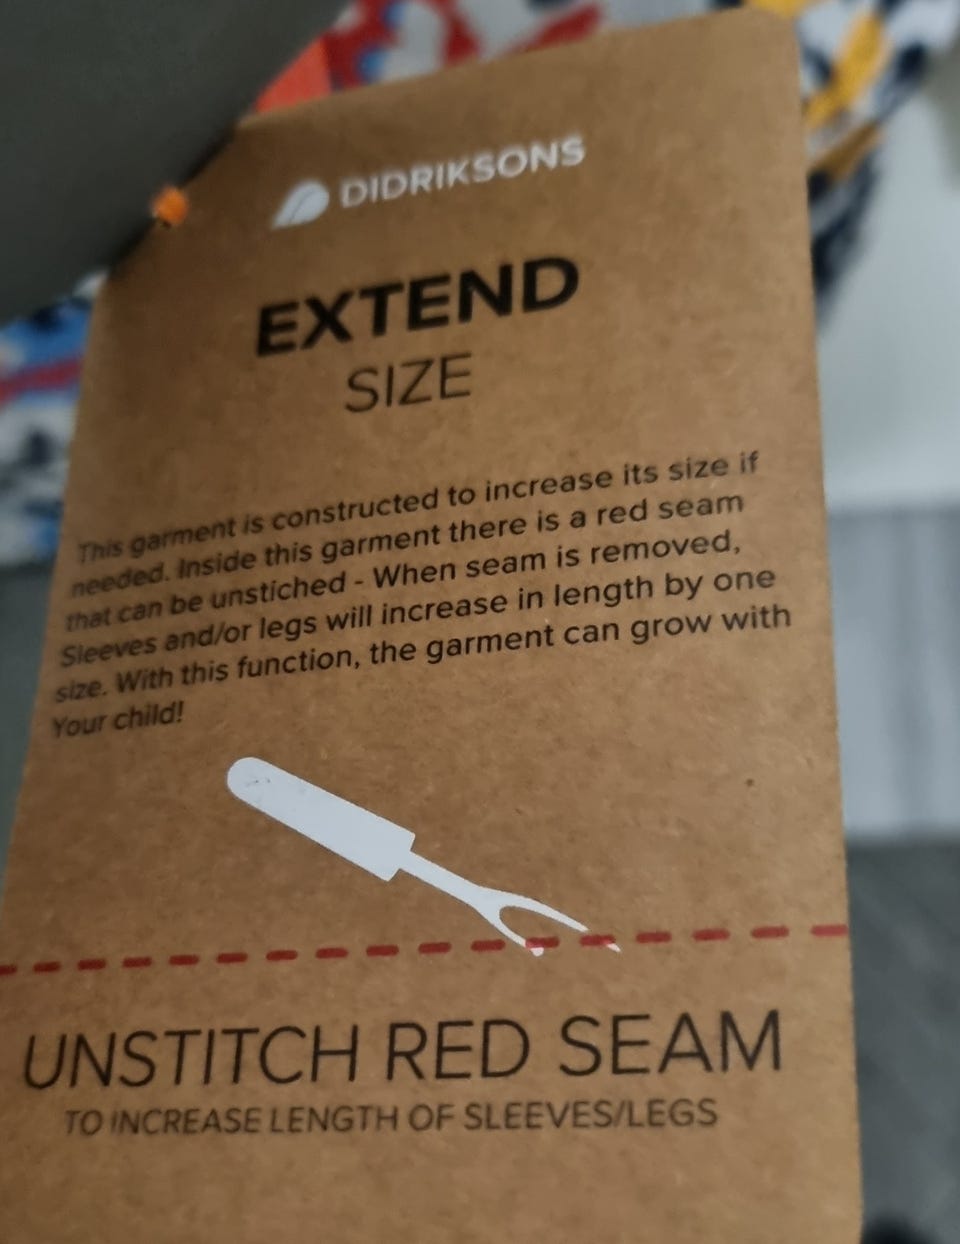 DIDRIKSONS
EXTEND
SIZE
This garment is constructed to increase its size if
needed. Inside this garment there is a red seam
that can be unstiched - When seam is removed,
Sleeves and/or legs will increase in length by one
size. With this function, the garment can grow with
Your child!
UNSTITCH RED SEAM
TO INCREASE LENGTH OF SLEEVES/LEGS